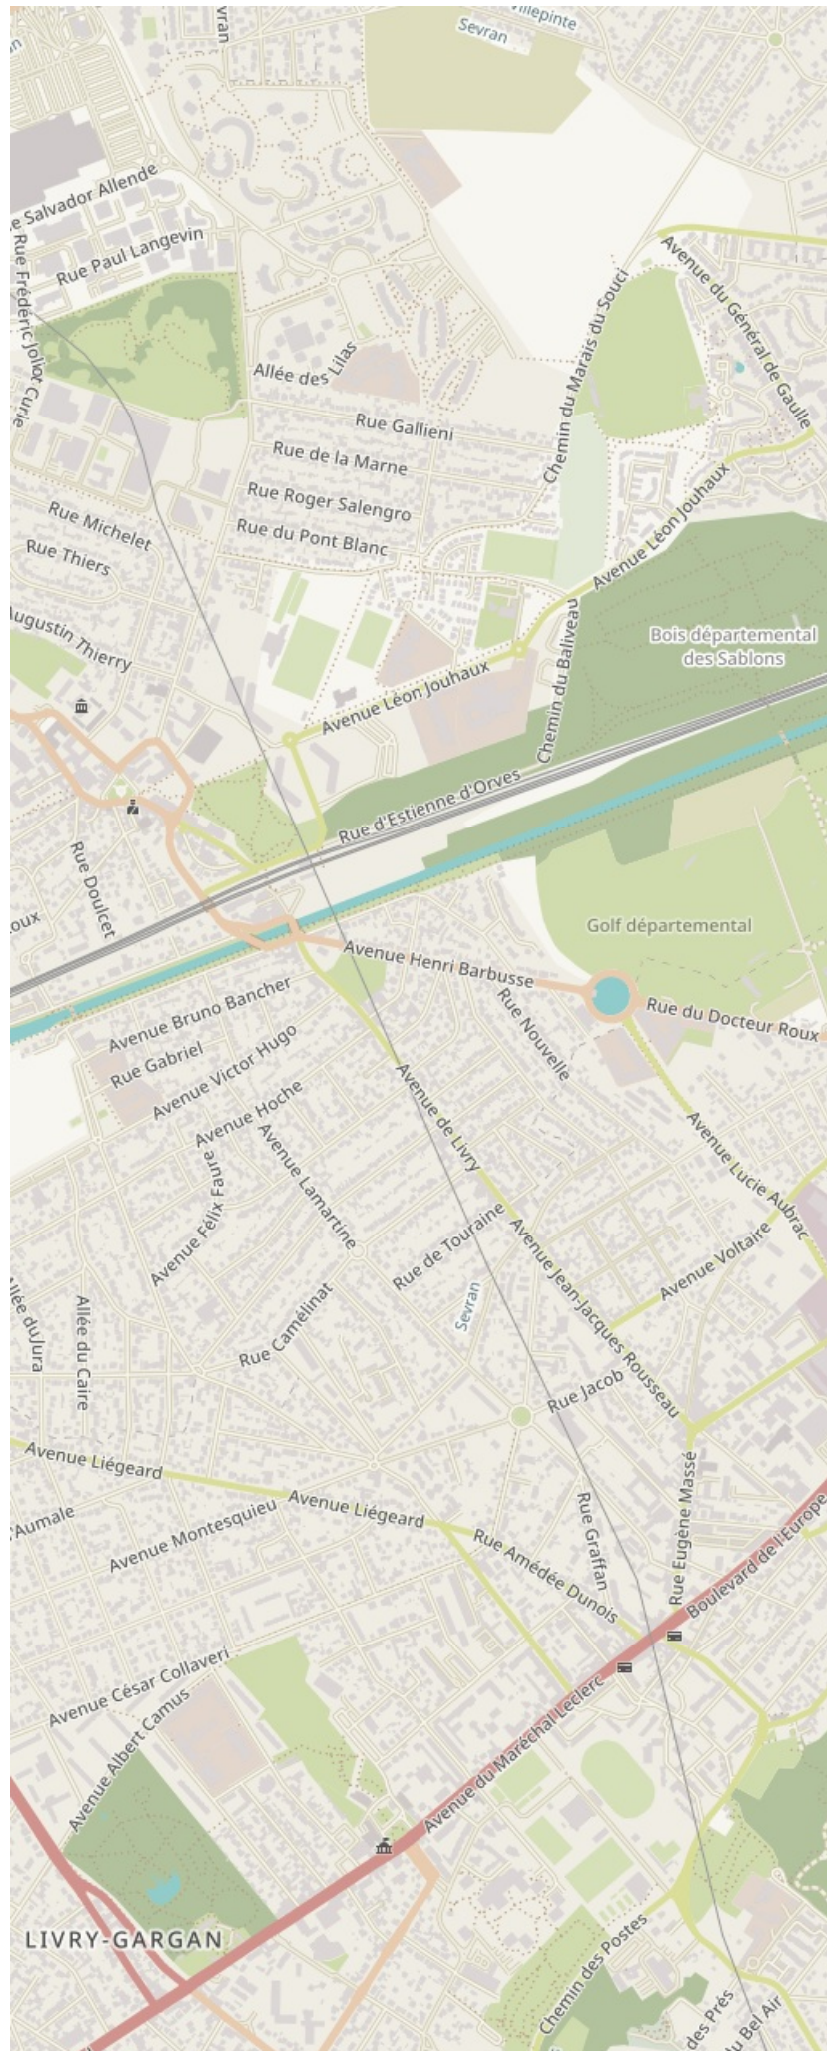 vran
Villepinte
Sevran
Salvador Allende
Rue Paul Langevin
Rue Frédéric Joliot Curie
Avenue du Général de Gaulle
Chemin du Marais du Souci
Allée des Lilas
Rue Gallieni
Rue de la Marne
Rue Roger Salengro
Rue du Pont Blanc
Rue Michelet
Rue Thiers
Augustin Thierry
Avenue Léon Jouhaux
Bois départemental
des Sablons
Avenue Léon Jouhaux
Chemin du Baliveau
Rue d'Estienne d'Orves
Rue Doulcet
oux
Golf départemental
Avenue Henri Barbusse
Rue du Docteur Roux
Avenue Bruno Bancher
Rue Nouvelle
Rue Gabriel
Avenue Victor Hugo
Avenue Hoche
Avenue de Livry
Avenue Lamartine
Avenue Félix Faure
Avenue Lucie Aubrac
Rue de Touraine
Avenue Voltaire
Avenue Jean-Jacques Rousseau
Sevran
llée du Jura
Allée du Caire
Rue Camélinat
Rue Jacob
Avenue Liégeard
Avenue Liégeard
'Aumale
Avenue Montesquieu
Rue Graffan
Rue Eugène Massé
Rue Amédée Dunois
Boulevard de l'Europe
Avenue César Collaveri
Avenue Albert Camus
Avenue du Maréchal Leclerc
LIVRY-GARGAN
Chemin des Postes
des Prés
du Bel Air